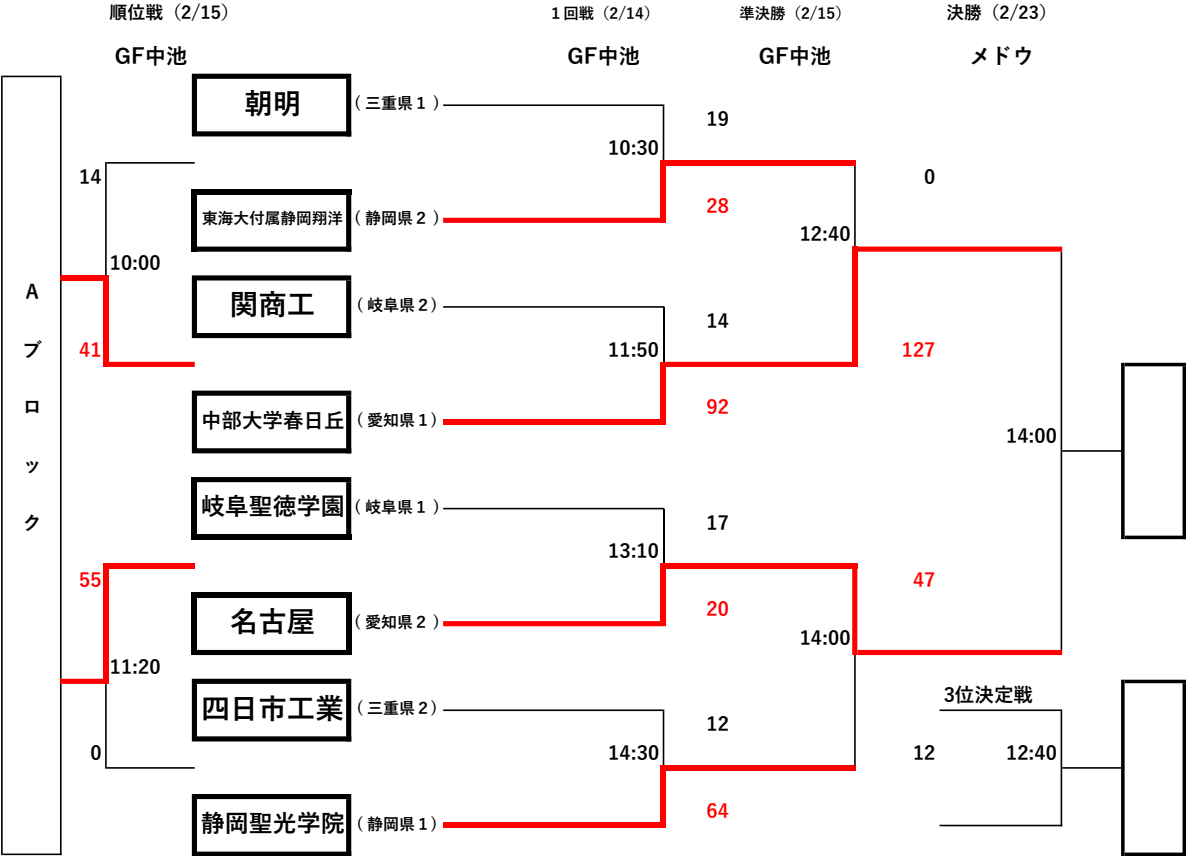 順位戦（2/15）
１回戦（2/14）
準決勝（2/15）
決勝（2/23）
GF中池
GF中池
GF中池
メドウ
朝明
（三重県１）
19
10:30
14
0
東海大付属静岡翔洋
（静岡県２）
28
12:40
10:00
Aブロック
関商工
（岐阜県２）
14
11:50
41
127
中部大学春日丘
（愛知県１）
92
14:00
岐阜聖徳学園
（岐阜県１）
17
13:10
55
47
名古屋
（愛知県２）
20
14:00
11:20
四日市工業
（三重県２）
3位決定戦
12
0
14:30
12
12:40
静岡聖光学院
（静岡県１）
64